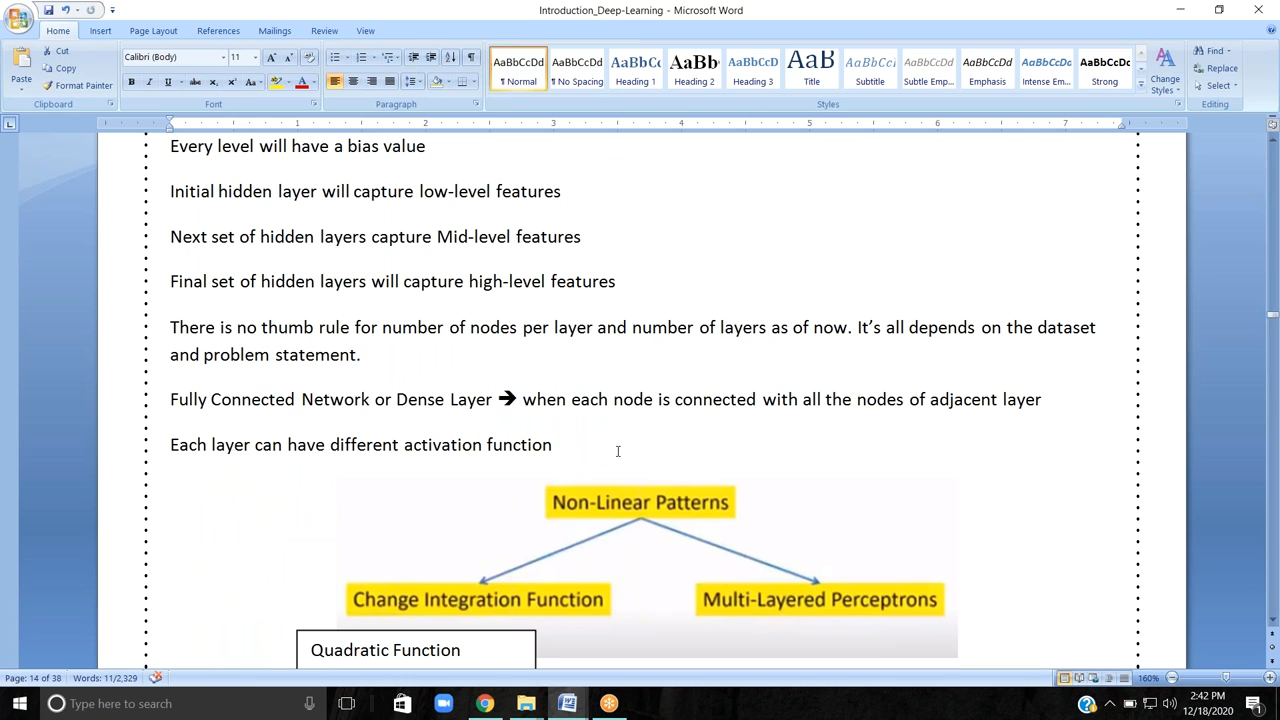 Introduction_Deep-Learning - Microsoft Word
Home Insert Page Layout References Mailings Review View
Paste
Cut
Copy
Format Painter
Clipboard
Calibri (Body) 11
Font
Paragraph
AaBbCcDd AaBbCcDd AaBbCc AaBbCc AaBbCcD AaB AaBbCcD AaBbCcDd AaBbCcDd AaBbCcDd AaBbCcDc
¶ Normal ¶ No Spacing Heading 1 Heading 2 Heading 3 Title Subtitle Subtle Emp... Emphasis Intense Em... Strong
Styles
Change Styles
Find
Replace
Select
Editing
1 2 3 4 5 6 7
Every level will have a bias value
Initial hidden layer will capture low-level features
Next set of hidden layers capture Mid-level features
Final set of hidden layers will capture high-level features
There is no thumb rule for number of nodes per layer and number of layers as of now. It’s all depends on the dataset
and problem statement.
Fully Connected Network or Dense Layer ➔ when each node is connected with all the nodes of adjacent layer
Each layer can have different activation function
Non-Linear Patterns
Change Integration Function Multi-Layered Perceptrons
Quadratic Function
Page: 14 of 38 Words: 11/2,329 160%
Type here to search
2:42 PM
12/18/2020